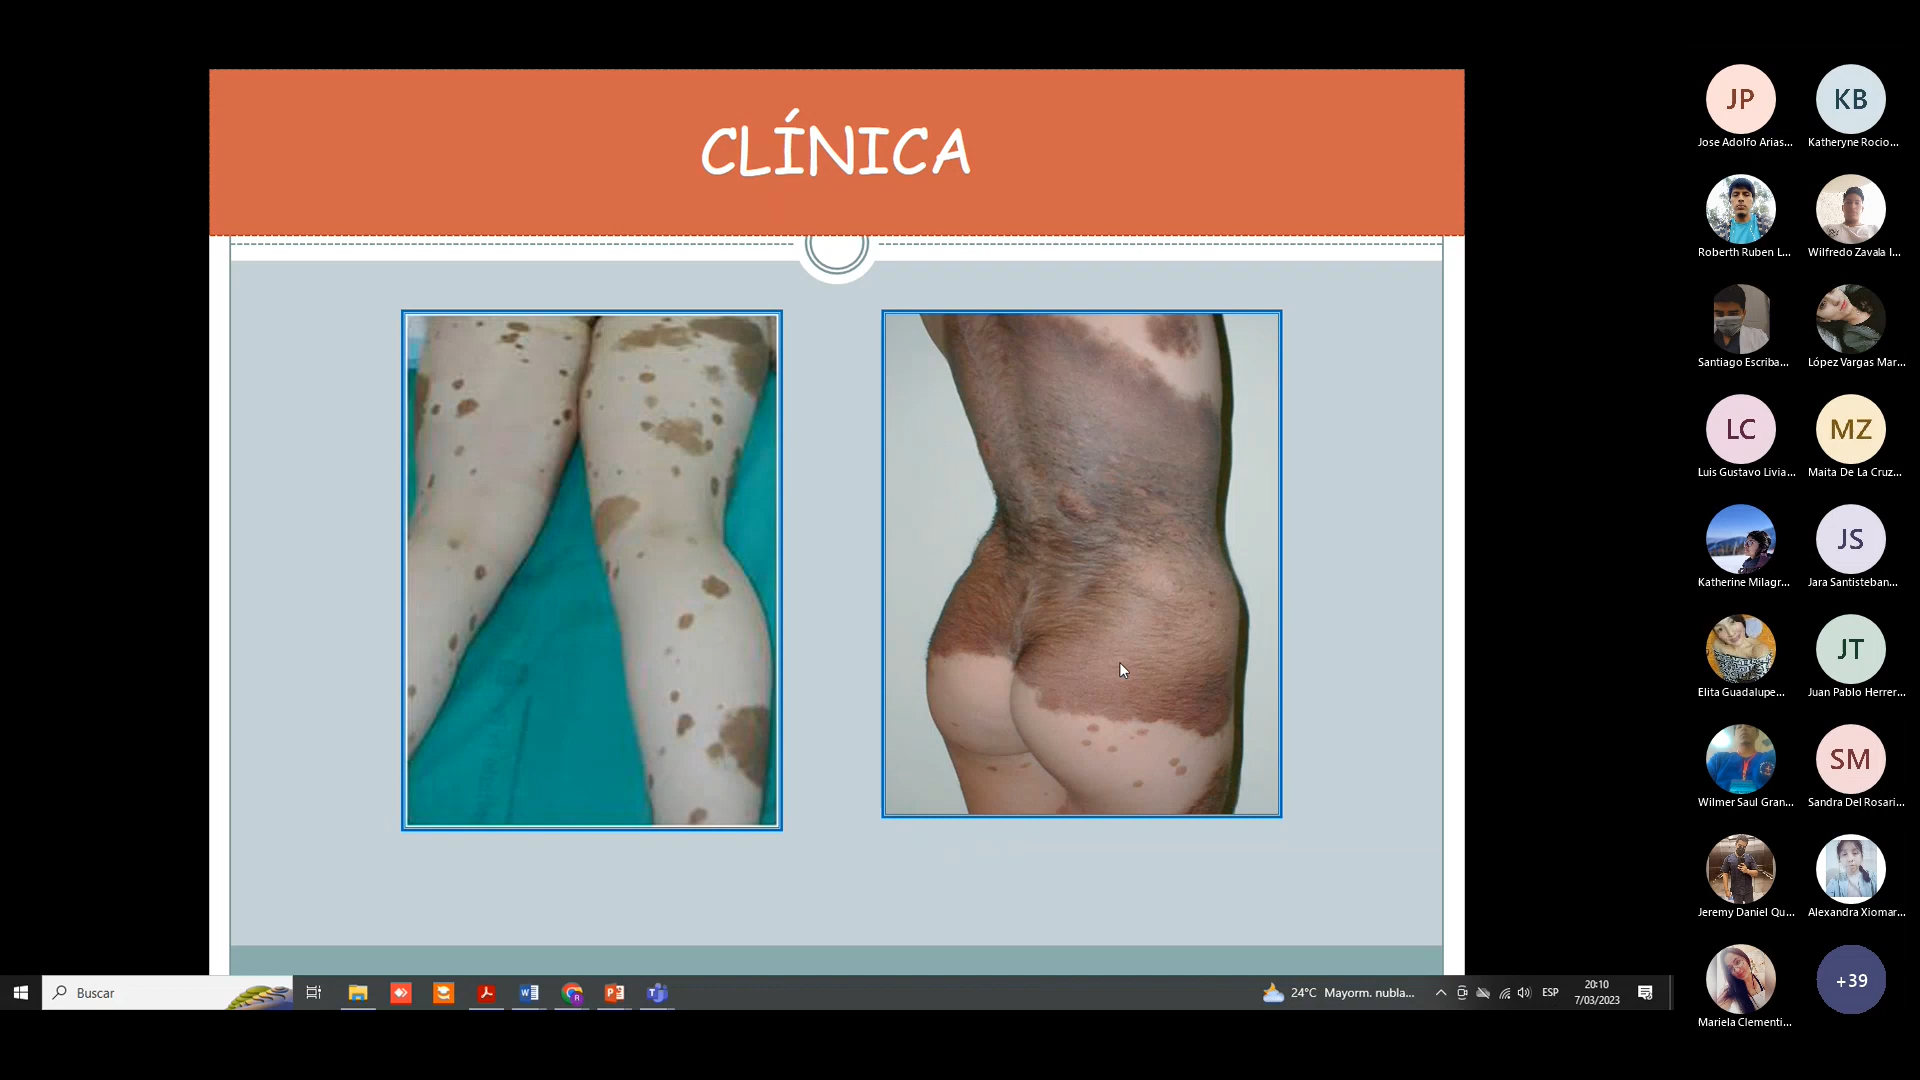 CLÍNICA
JP
KB
Jose Adolfo Arias...
Katheryne Rocio...
Roberth Ruben L...
Wilfredo Zavala I...
Santiago Escriba...
López Vargas Mar...
LC
MZ
Luis Gustavo Livia...
Maita De La Cruz...
JS
Katherine Milagr...
Jara Santisteban...
JT
Elita Guadalupe...
Juan Pablo Herrer...
SM
Wilmer Saul Gran...
Sandra Del Rosari...
Jeremy Daniel Qu...
Alexandra Xiomar...
+39
Mariela Clementi...
Buscar
24°C Mayorm. nubla...
ESP
20:10
7/03/2023